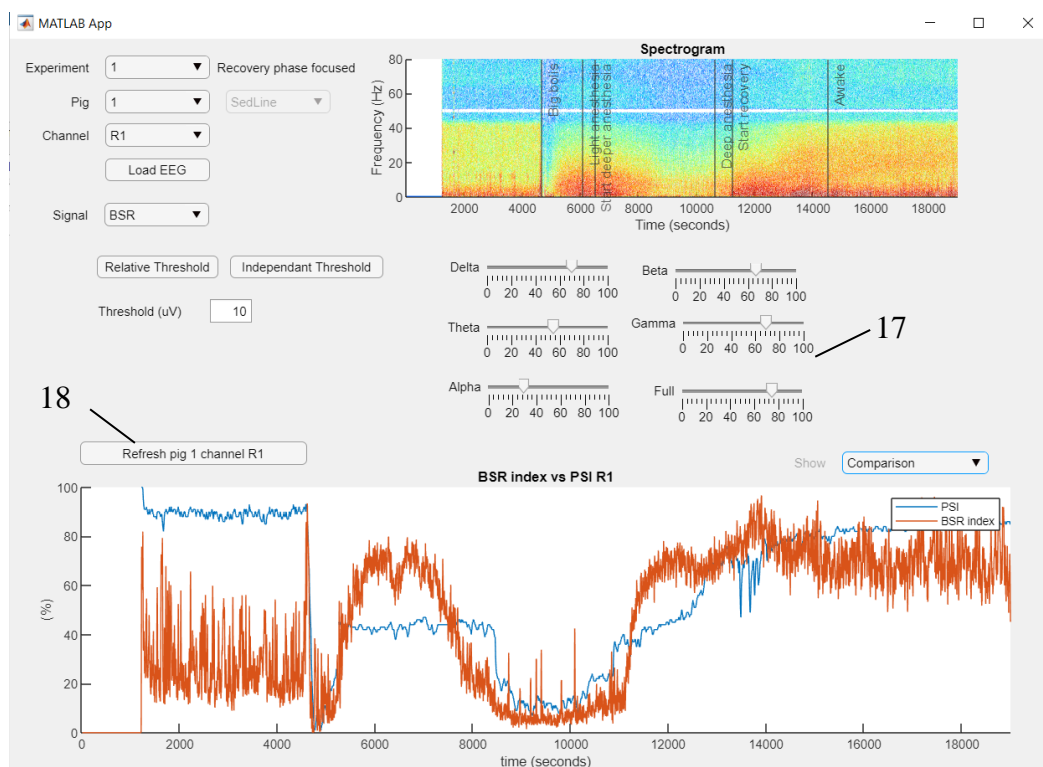 MATLAB App
Experiment 1 Recovery phase focused
Pig 1 SedLine
Channel R1
Load EEG
Signal BSR
Spectrogram
Frequency (Hz)
80
60
40
20
0
Big bolis
Light anesthesia
Start deeper anesthesia
Deep anesthesia
Start recovery
Awake
2000 4000 6000 8000 10000 12000 14000 16000 18000
Time (seconds)
Relative Threshold Independant Threshold
Threshold (uV) 10
Delta
0 20 40 60 80 100
Beta
0 20 40 60 80 100
Theta
0 20 40 60 80 100
Gamma
0 20 40 60 80 100
17
Alpha
0 20 40 60 80 100
Full
0 20 40 60 80 100
18
Refresh pig 1 channel R1
Show Comparison
BSR index vs PSI R1
PSI
BSR index
(%)
100
80
60
40
20
0
0 2000 4000 6000 8000 10000 12000 14000 16000 18000
time (seconds)